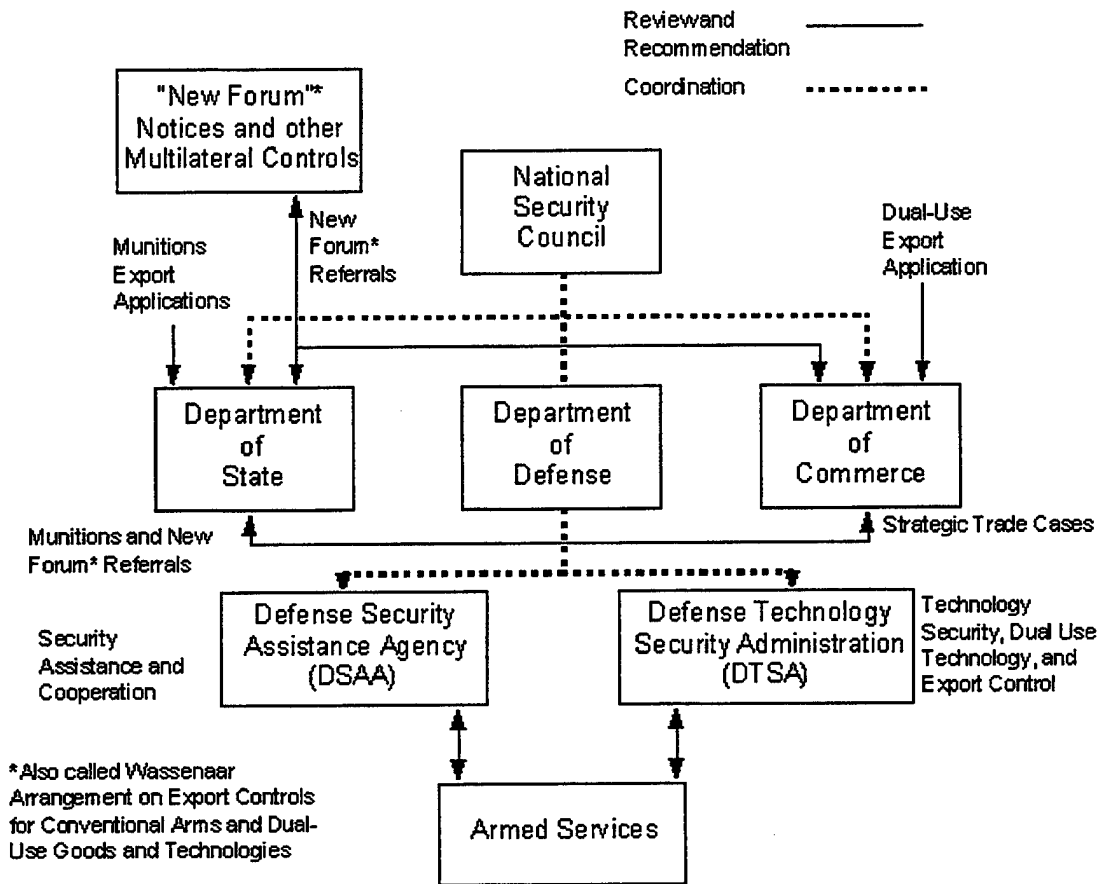 Reviewand
Recommendation
Coordination
"New Forum"*
Notices and other
Multilateral Controls
National
Security
Council
New
Forum*
Referrals
Munitions
Export
Applications
Dual-Use
Export
Application
Department
of
State
Department
of
Defense
Department
of
Commerce
Munitions and New
Forum* Referrals
Strategic Trade Cases
Security
Assistance and
Cooperation
Defense Security
Assistance Agency
(DSAA)
Defense Technology
Security Administration
(DTSA)
Technology
Security, Dual Use
Technology, and
Export Control
*Also called Wassenaar
Arrangement on Export Controls
for Conventional Arms and Dual-
Use Goods and Technologies
Armed Services